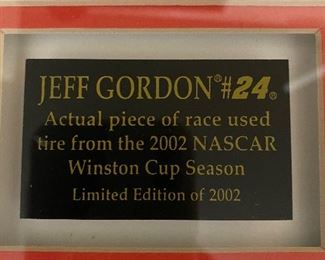 JEFF GORDON® #24®
Actual piece of race used
tire from the 2002 NASCAR
Winston Cup Season
Limited Edition of 2002